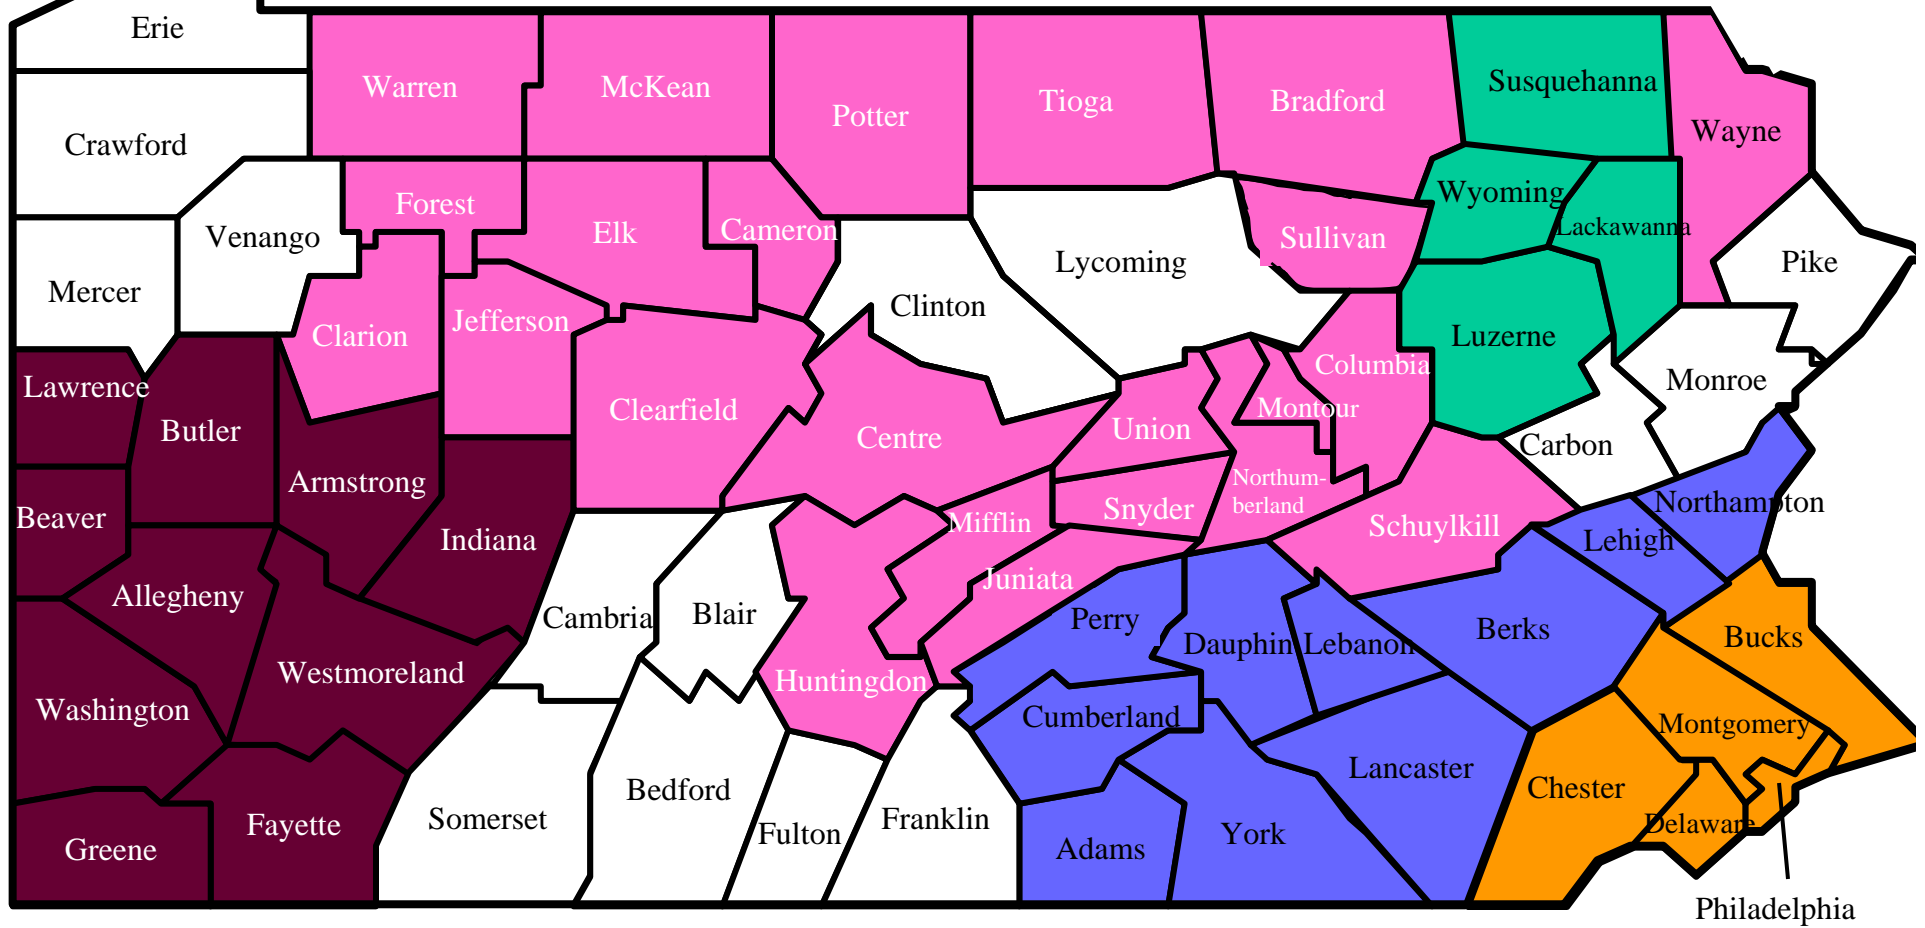 Erie
Warren
McKean
Potter
Tioga
Bradford
Susquehanna
Wayne
Crawford
Forest
Elk
Cameron
Sullivan
Wyoming
Lackawanna
Venango
Mercer
Lycoming
Pike
Clinton
Clarion
Jefferson
Luzerne
Columbia
Monroe
Lawrence
Butler
Clearfield
Centre
Union
Montour
Carbon
Armstrong
Northum-
berland
Northampton
Beaver
Indiana
Mifflin
Snyder
Schuylkill
Lehigh
Allegheny
Juniata
Cambria
Blair
Perry
Dauphin
Lebanon
Berks
Bucks
Westmoreland
Huntingdon
Washington
Cumberland
Montgomery
Lancaster
Chester
Bedford
Greene
Fayette
Somerset
Fulton
Franklin
Adams
York
Delaware
Philadelphia